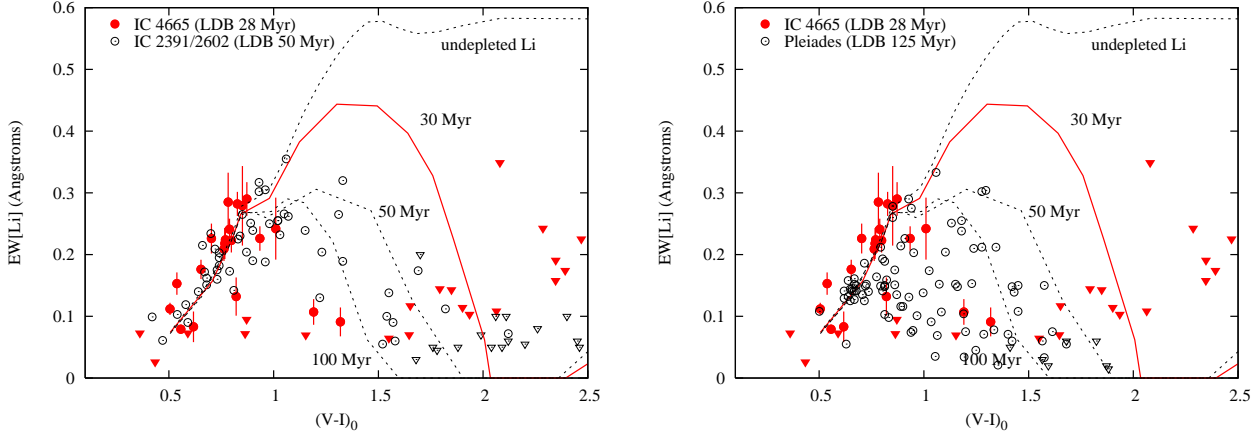 IC 4665 (LDB 28 Myr)
IC 2391/2602 (LDB 50 Myr)
undepleted Li
30 Myr
50 Myr
100 Myr
EW[Li] (Angstroms)
0.6
0.5
0.4
0.3
0.2
0.1
0
0.5
1
1.5
2
2.5
(V-I)0
IC 4665 (LDB 28 Myr)
Pleiades (LDB 125 Myr)
undepleted Li
30 Myr
50 Myr
100 Myr
EW[Li] (Angstroms)
0.6
0.5
0.4
0.3
0.2
0.1
0
0.5
1
1.5
2
2.5
(V-I)0